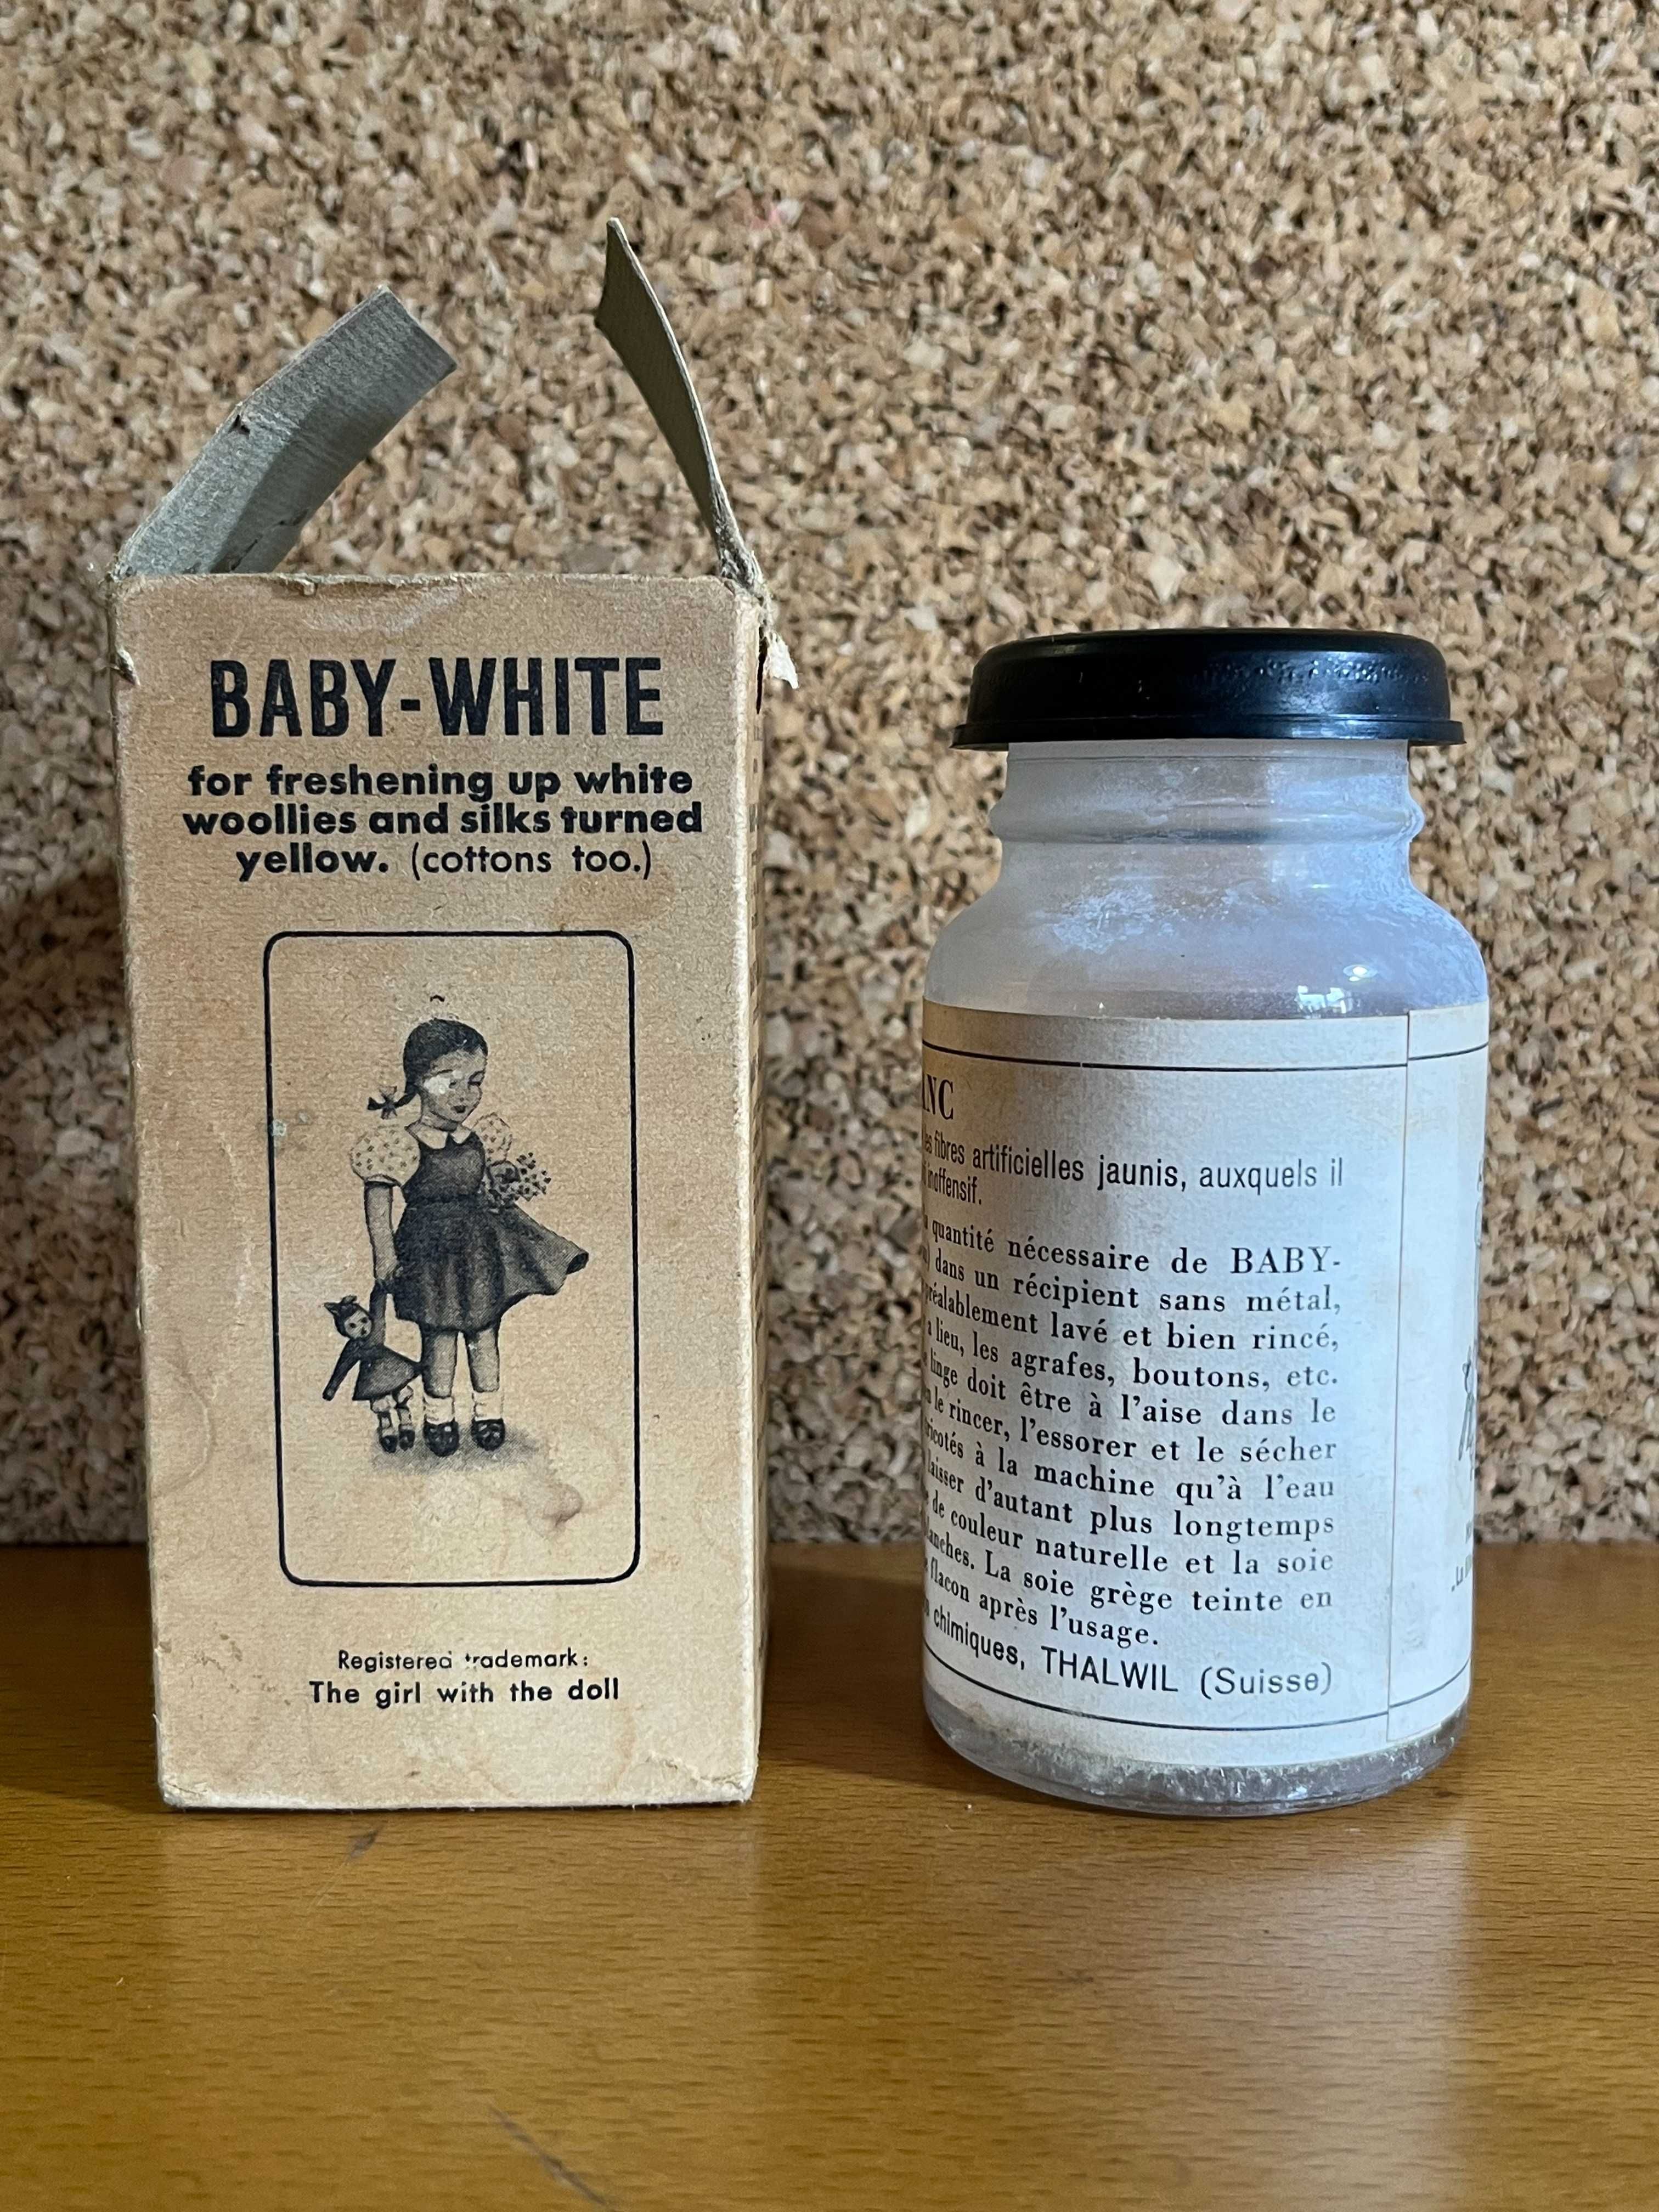 BABY-WHITE
for freshening up white
woollies and silks turned
yellow. (cottons too.)
Registered trademark:
The girl with the doll
fibres artificielles jaunis, auxquels il
inoffensif.
quantité nécessaire de BABY-
dans un récipient sans métal,
préalablement lavé et bien rincé,
a lieu, les agrafes, boutons, etc.
linge doit être à l'aise dans le
le rincer, l'essorer et le sécher
à la machine qu'à l'eau
laisser d'autant plus longtemps
de couleur naturelle et la soie
La soie grège teinte en
flacon après l'usage.
chimiques, THALWIL (Suisse)